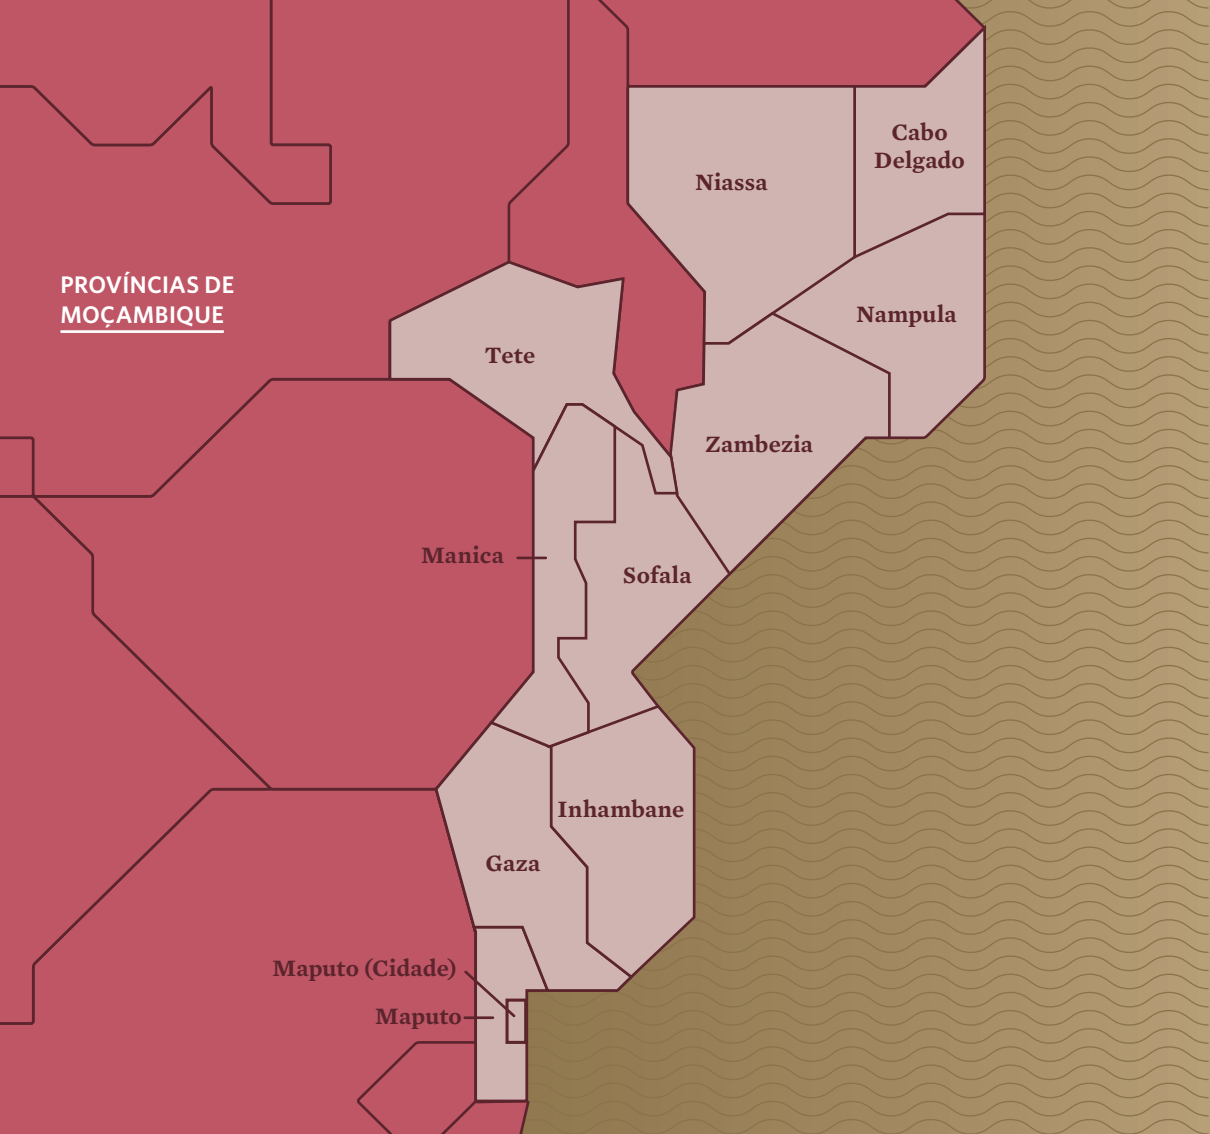 Cabo
Delgado
Niassa
PROVÍNCIAS DE
MOÇAMBIQUE
Nampula
Tete
Zambezia
Manica
Sofala
Inhambane
Gaza
Maputo (Cidade)
Maputo